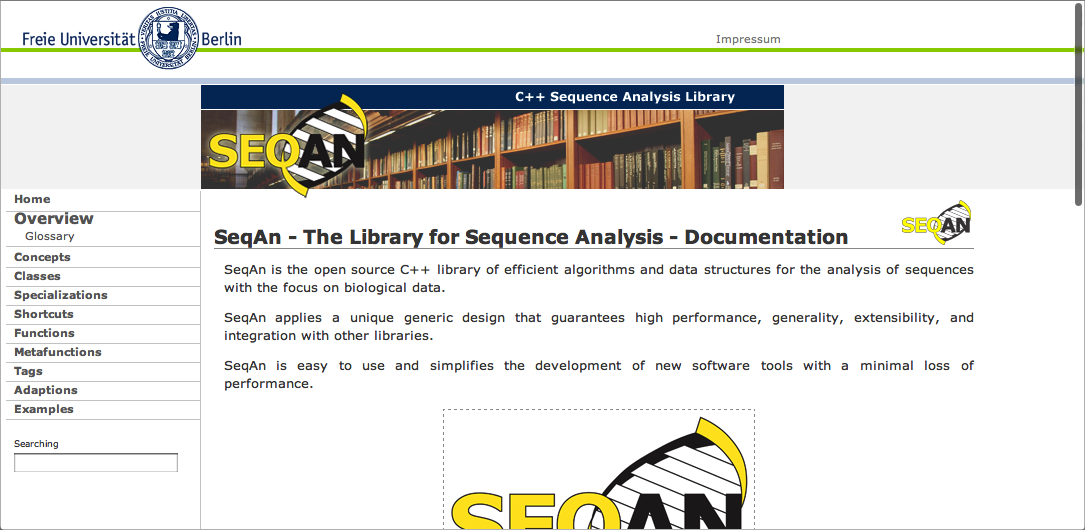 Freie Universität Berlin
Impressum
C++ Sequence Analysis Library
SEQAN
Home
Overview
Glossary
Concepts
Classes
Specializations
Shortcuts
Functions
Metafunctions
Tags
Adaptions
Examples
Searching
SEQAN
SeqAn - The Library for Sequence Analysis - Documentation
SeqAn is the open source C++ library of efficient algorithms and data structures for the analysis of sequences
with the focus on biological data.
SeqAn applies a unique generic design that guarantees high performance, generality, extensibility, and
integration with other libraries.
SeqAn is easy to use and simplifies the development of new software tools with a minimal loss of
performance.
SEQAN